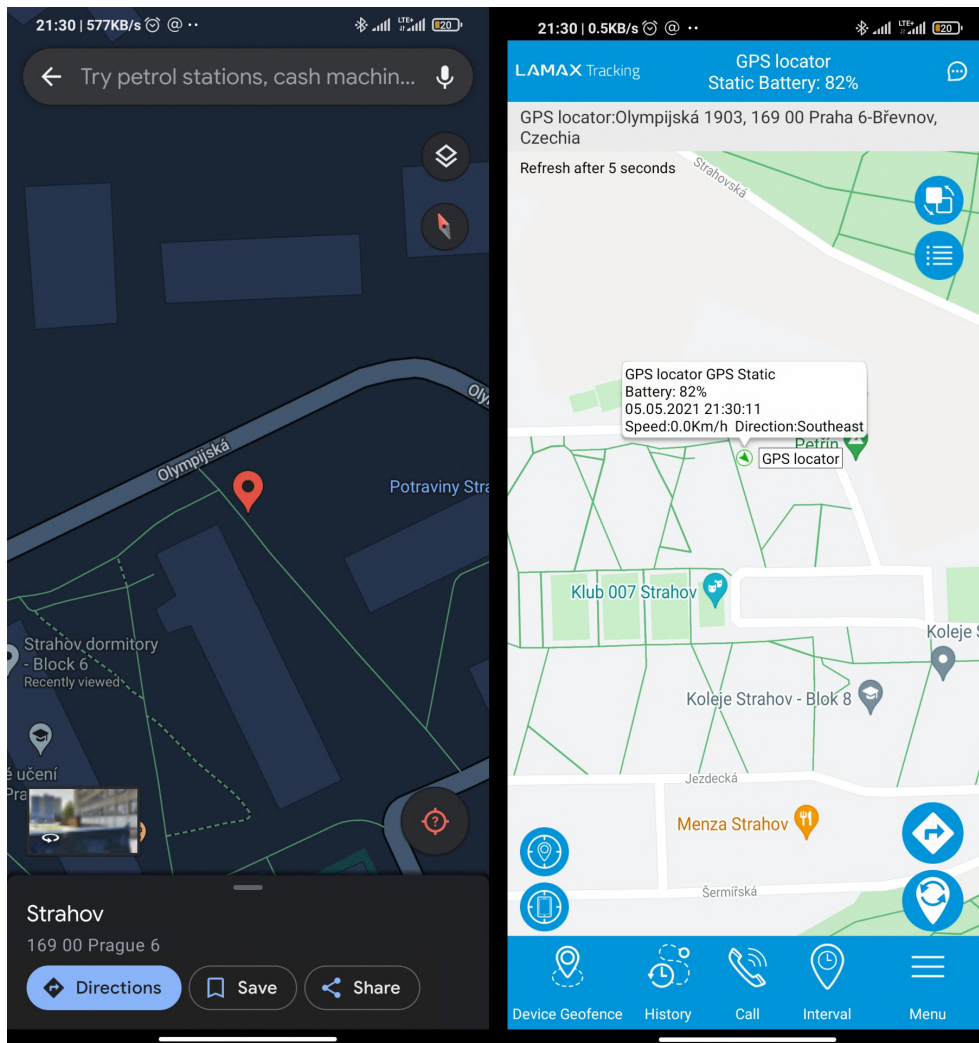 21:30 | 577KB/s @ ··
LTE+
20
Try petrol stations, cash machin...
Olympijská
Potraviny
Strahov dormitory
- Block 6
Recently viewed
učení
Strahov
169 00 Prague 6
Directions
Save
Share
21:30 | 0.5KB/s @ ··
LTE+
20
LAMAX Tracking
GPS locator
Static Battery: 82%
GPS locator:Olympijská 1903, 169 00 Praha 6-Břevnov,
Czechia
Refresh after 5 seconds
Strahovská
GPS locator GPS Static
Battery: 82%
05.05.2021 21:30:11
Speed:0.0Km/h Direction:Southeast
Petřín
GPS locator
Klub 007 Strahov
Koleje
Koleje Strahov - Blok 8
Jezdecká
Menza Strahov
Šermířská
Device Geofence
History
Call
Interval
Menu